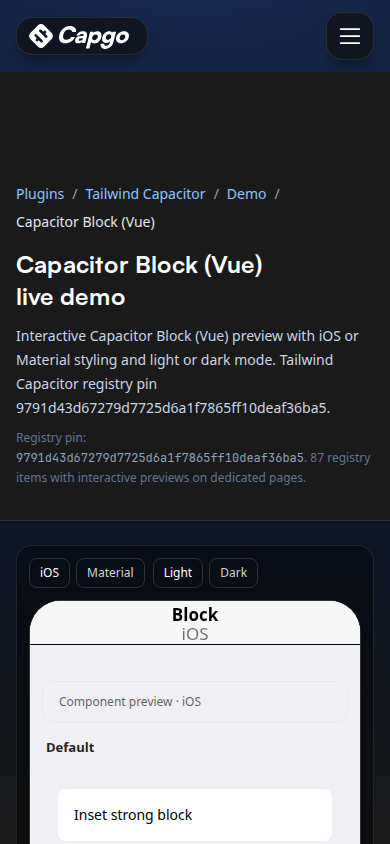 Capgo
Plugins / Tailwind Capacitor / Demo /
Capacitor Block (Vue)
Capacitor Block (Vue)
live demo
Interactive Capacitor Block (Vue) preview with iOS or
Material styling and light or dark mode. Tailwind
Capacitor registry pin
9791d43d67279d7725d6a1f7865ff10deaf36ba5.
Registry pin:
9791d43d67279d7725d6a1f7865ff10deaf36ba5. 87 registry
items with interactive previews on dedicated pages.
iOS Material Light Dark
Block
iOS
Component preview · iOS
Default
Inset strong block